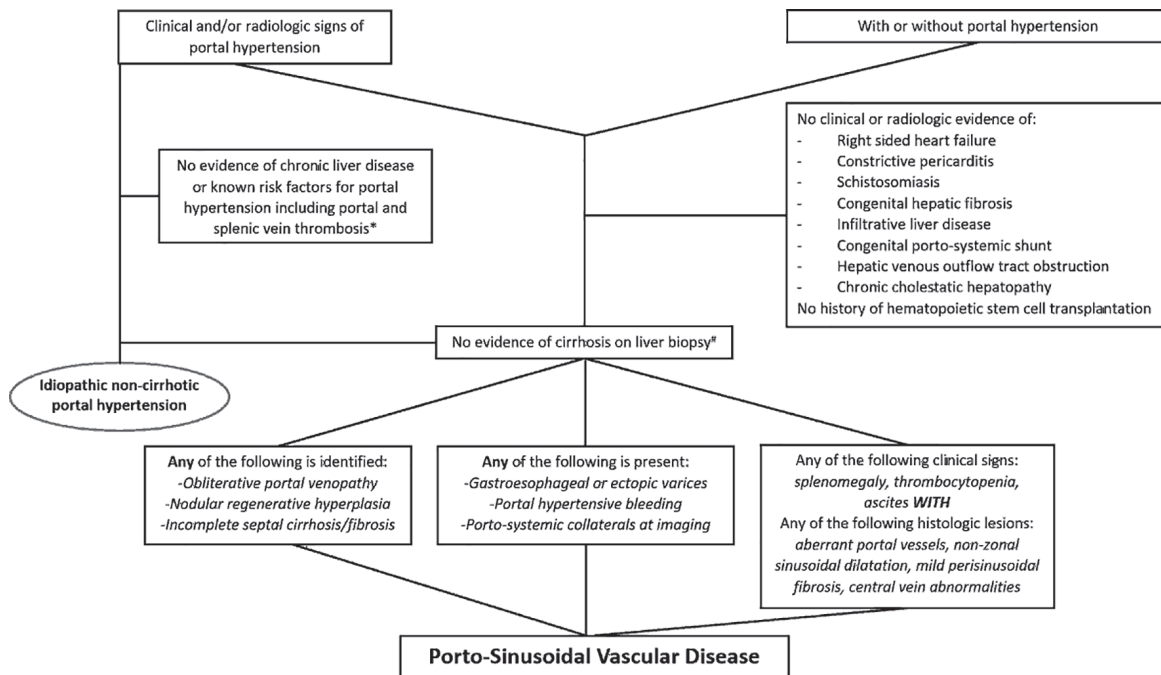 Clinical and/or radiologic signs of
portal hypertension
With or without portal hypertension
No clinical or radiologic evidence of:
- Right sided heart failure
- Constrictive pericarditis
- Schistosomiasis
- Congenital hepatic fibrosis
- Infiltrative liver disease
- Congenital porto-systemic shunt
- Hepatic venous outflow tract obstruction
- Chronic cholestatic hepatopathy
No history of hematopoietic stem cell transplantation
No evidence of chronic liver disease
or known risk factors for portal
hypertension including portal and
splenic vein thrombosis*
No evidence of cirrhosis on liver biopsy#
Idiopathic non-cirrhotic
portal hypertension
Any of the following is identified:
-Obliterative portal venopathy
-Nodular regenerative hyperplasia
-Incomplete septal cirrhosis/fibrosis
Any of the following is present:
-Gastroesophageal or ectopic varices
-Portal hypertensive bleeding
-Porto-systemic collaterals at imaging
Any of the following clinical signs:
splenomegaly, thrombocytopenia,
ascites WITH
Any of the following histologic lesions:
aberrant portal vessels, non-zonal
sinusoidal dilatation, mild perisinusoidal
fibrosis, central vein abnormalities
Porto-Sinusoidal Vascular Disease